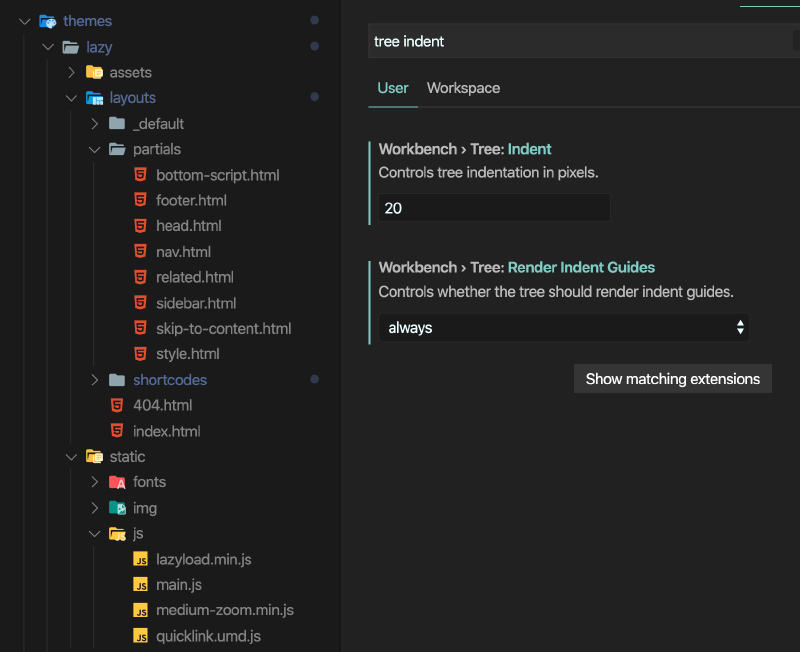 themes
lazy
assets
layouts
_default
partials
bottom-script.html
footer.html
head.html
nav.html
related.html
sidebar.html
skip-to-content.html
style.html
shortcodes
404.html
index.html
static
fonts
img
js
lazyload.min.js
main.js
medium-zoom.min.js
quicklink.umd.js
tree indent
User Workspace
Workbench › Tree: Indent
Controls tree indentation in pixels.
20
Workbench › Tree: Render Indent Guides
Controls whether the tree should render indent guides.
always
Show matching extensions